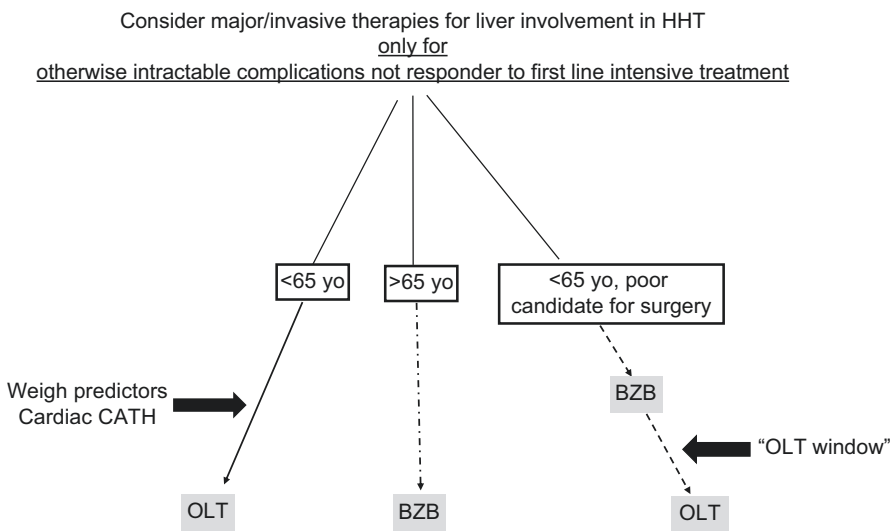 Consider major/invasive therapies for liver involvement in HHT
only for
otherwise intractable complications not responder to first line intensive treatment
<65 yo
>65 yo
<65 yo, poor
candidate for surgery
Weigh predictors
Cardiac CATH
BZB
“OLT window”
OLT
BZB
OLT